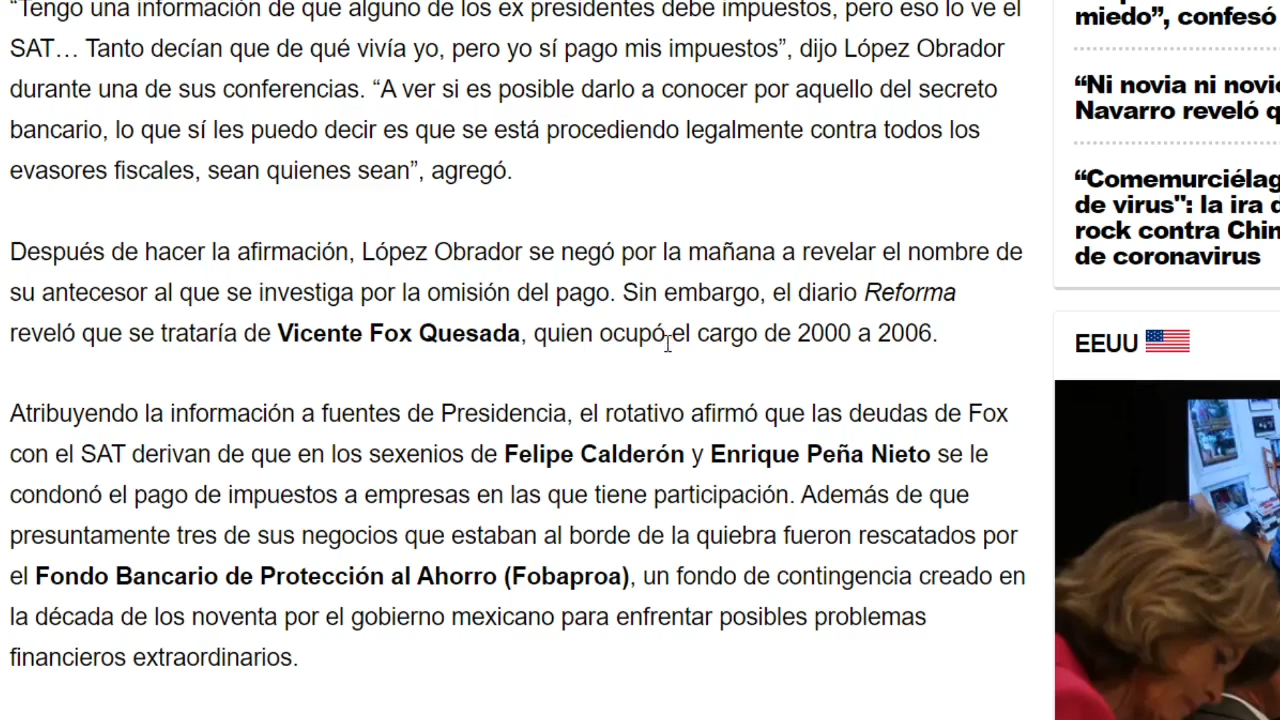 “Tengo una información de que alguno de los ex presidentes debe impuestos, pero eso lo ve el
SAT… Tanto decían que de qué vivía yo, pero yo sí pago mis impuestos”, dijo López Obrador
durante una de sus conferencias. “A ver si es posible darlo a conocer por aquello del secreto
bancario, lo que sí les puedo decir es que se está procediendo legalmente contra todos los
evasores fiscales, sean quienes sean”, agregó.
Después de hacer la afirmación, López Obrador se negó por la mañana a revelar el nombre de
su antecesor al que se investiga por la omisión del pago. Sin embargo, el diario Reforma
reveló que se trataría de Vicente Fox Quesada, quien ocupó el cargo de 2000 a 2006.
Atribuyendo la información a fuentes de Presidencia, el rotativo afirmó que las deudas de Fox
con el SAT derivan de que en los sexenios de Felipe Calderón y Enrique Peña Nieto se le
condonó el pago de impuestos a empresas en las que tiene participación. Además de que
presuntamente tres de sus negocios que estaban al borde de la quiebra fueron rescatados por
el Fondo Bancario de Protección al Ahorro (Fobaproa), un fondo de contingencia creado en
la década de los noventa por el gobierno mexicano para enfrentar posibles problemas
financieros extraordinarios.
miedo”, confesó
“Ni novia ni
Navarro reveló
de virus": la ira
rock contra
de coronavirus
EEUU